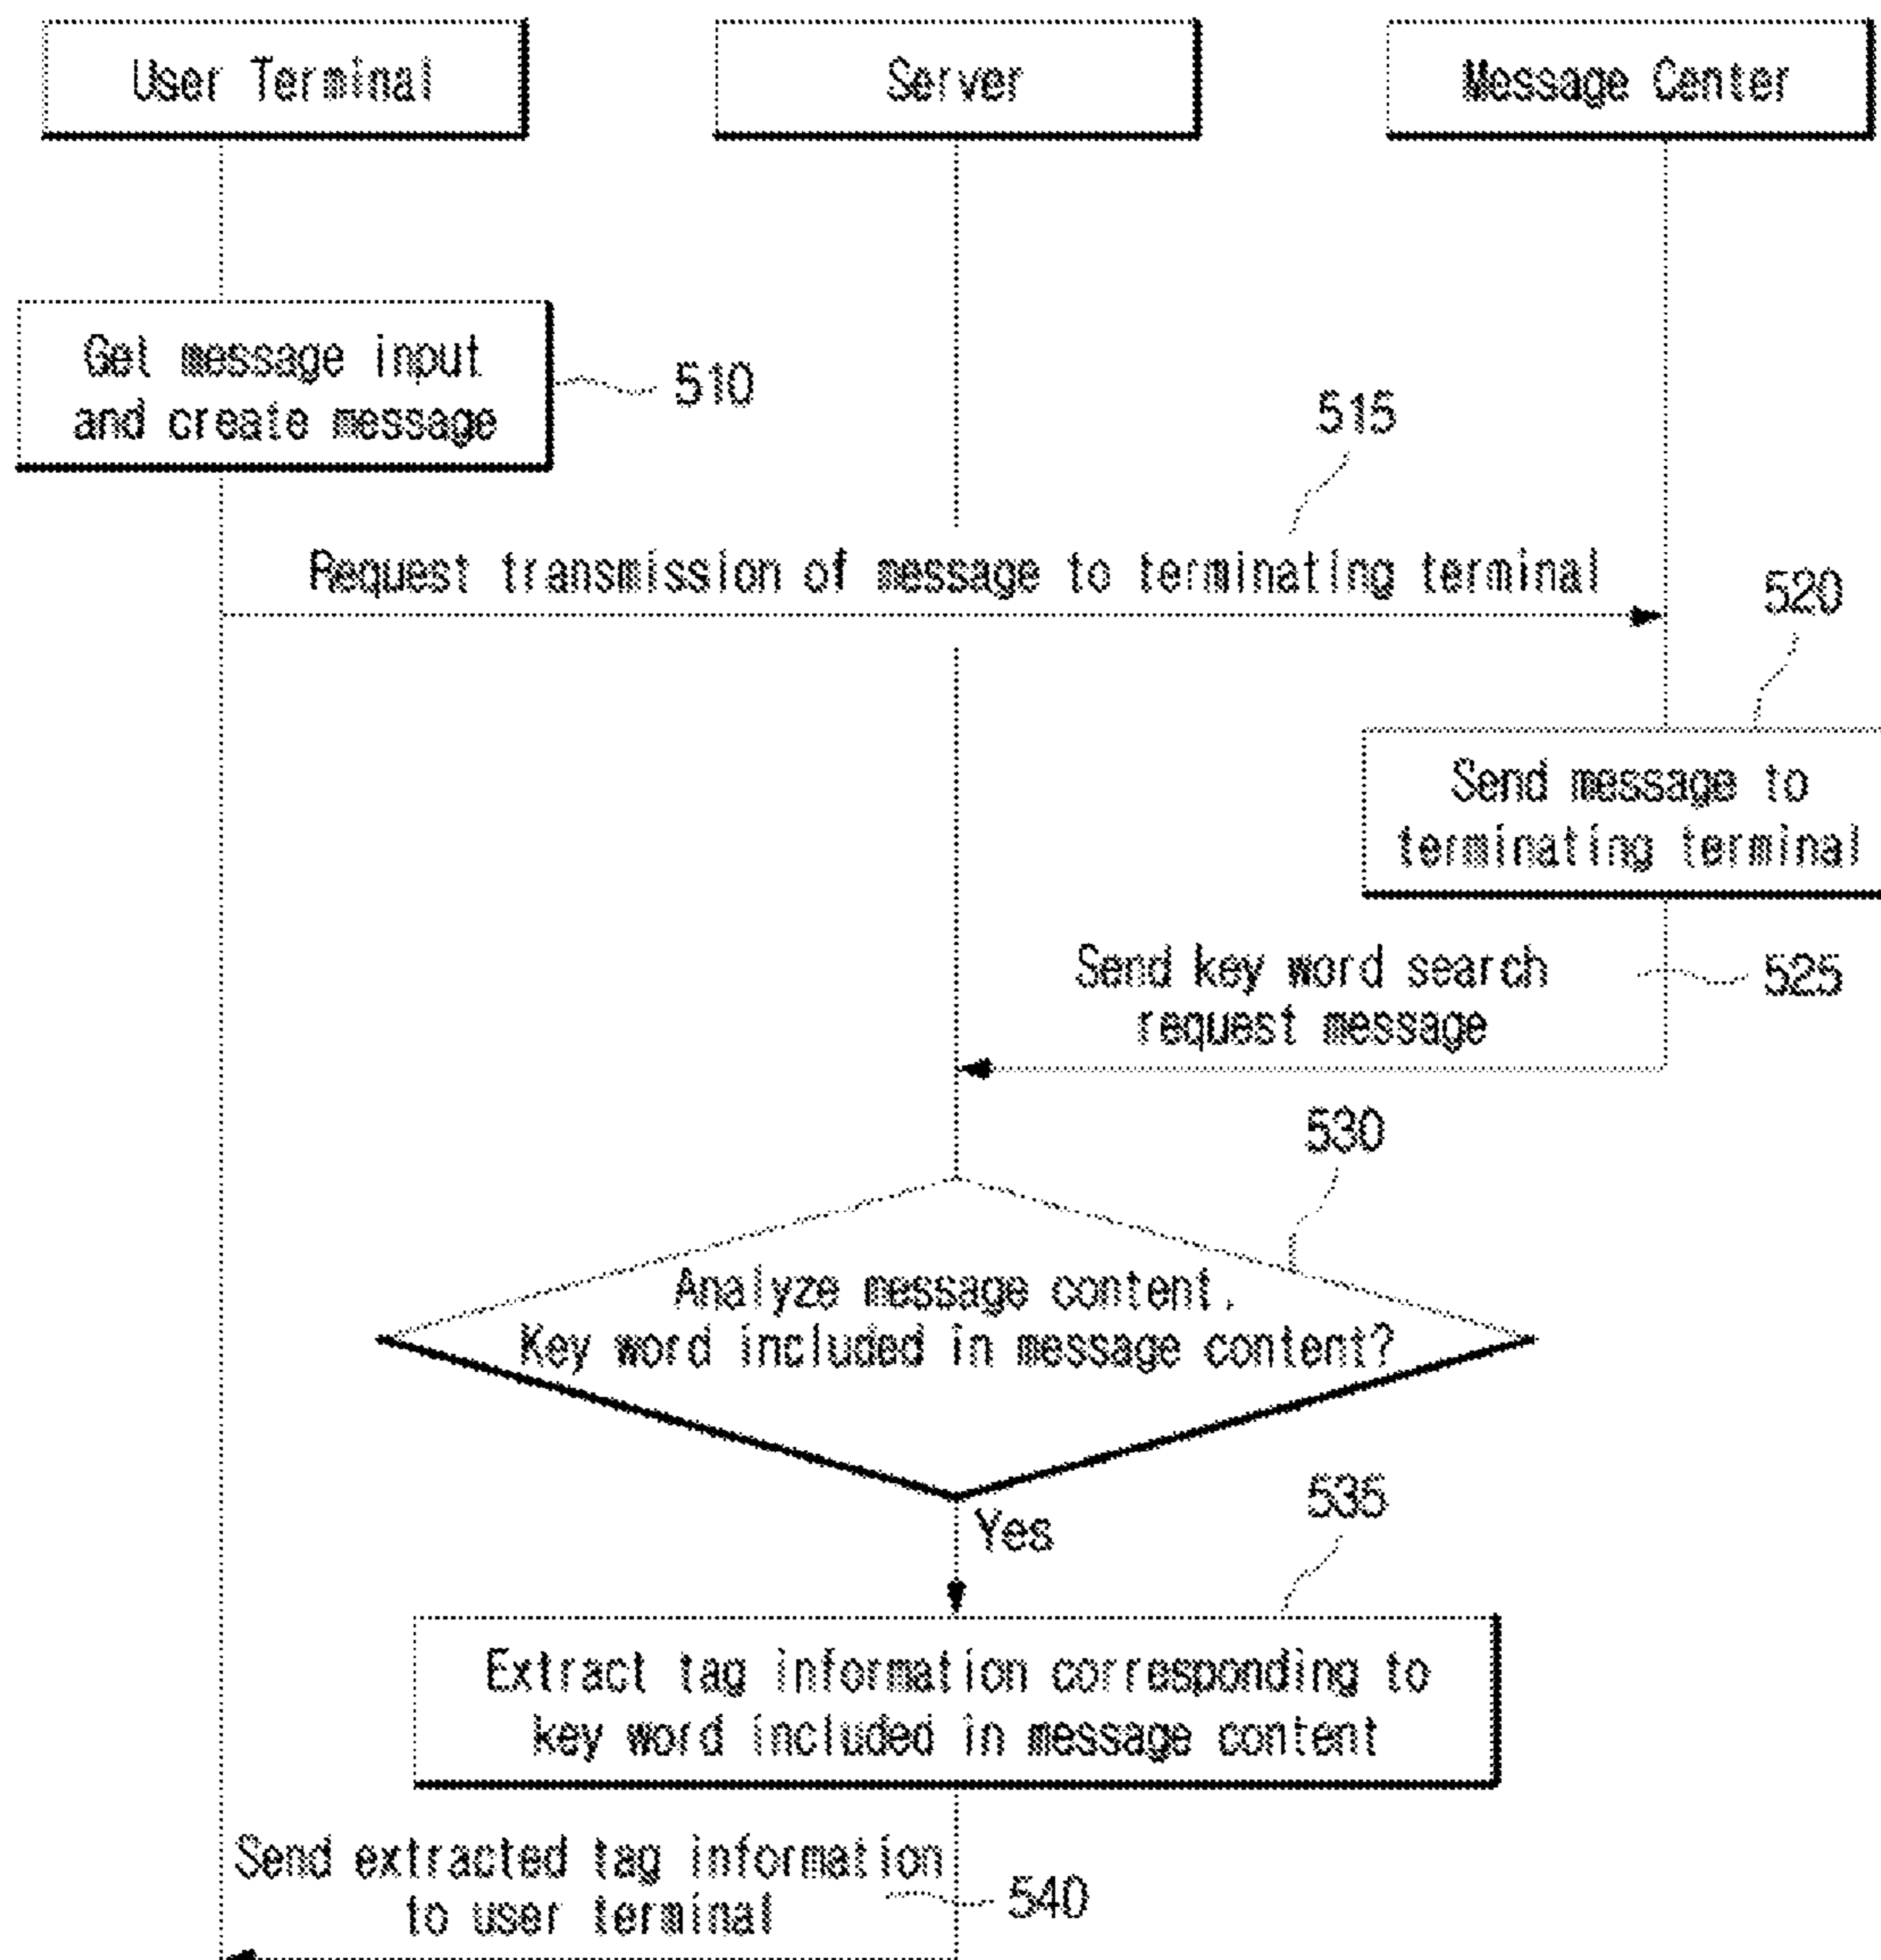 User Terminal
Server
Message Center
Get message input
and create message
510
515
Request transmission of message to terminating terminal
520
Send message to
terminating terminal
Send key word search
request message
525
530
Analyze message content.
Key word included in message content?
Yes
535
Extract tag information corresponding to
key word included in message content
Send extracted tag information
to user terminal
540